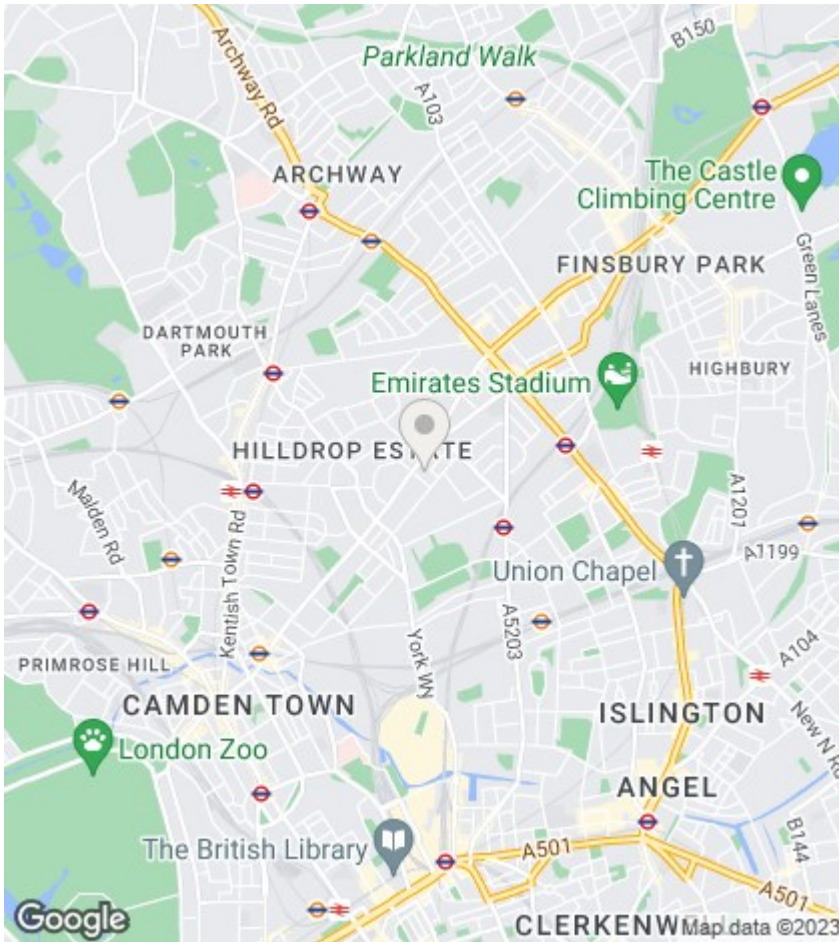 B150
Parkland Walk
Archway Rd
A103
The Castle
Climbing Centre
ARCHWAY
Green Lanes
FINSBURY PARK
DARTMOUTH
PARK
HIGHBURY
Emirates Stadium
HILLDROP ESTATE
Malden Rd
A1201
Kentish Town Rd
A1199
Union Chapel
A5203
York Wy
A104
PRIMROSE HILL
CAMDEN TOWN
ISLINGTON
New N Rd
London Zoo
ANGEL
B144
The British Library
A501
A501
Google
CLERKENW
Map data ©2023